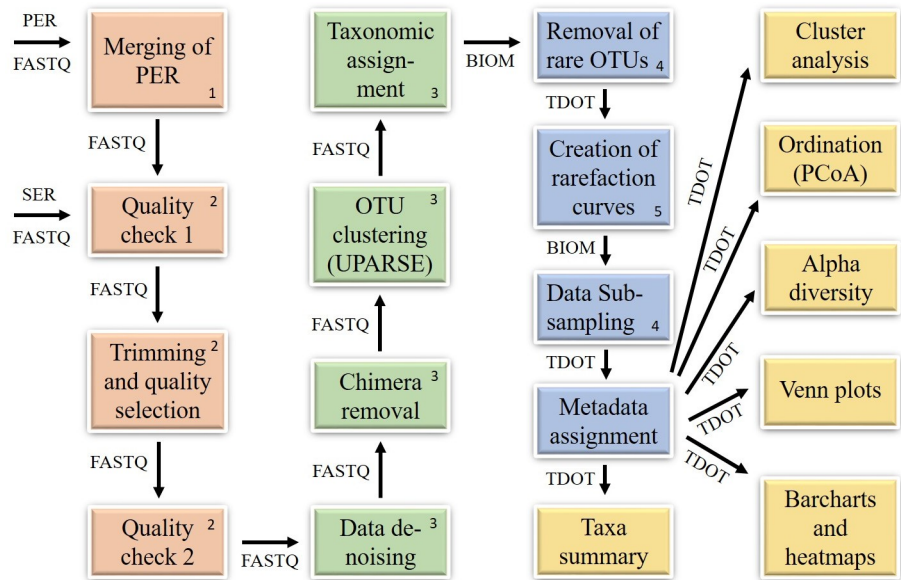 PER
FASTQ
Merging of
PER
1
FASTQ
SER
FASTQ
Quality 2
check 1
FASTQ
Trimming 2
and quality
selection
FASTQ
Quality 2
check 2
FASTQ
Data de- 3
noising
FASTQ
Chimera 3
removal
FASTQ
OTU 3
clustering
(UPARSE)
FASTQ
Taxonomic
assign-
ment 3
BIOM
Removal of
rare OTUs 4
TDOT
Creation of
rarefaction
curves 5
BIOM
Data Sub-
sampling 4
TDOT
Metadata
assignment
TDOT
Taxa
summary
TDOT
Cluster
analysis
TDOT
Ordination
(PCoA)
TDOT
Alpha
diversity
TDOT
Venn plots
TDOT
Barcharts
and
heatmaps